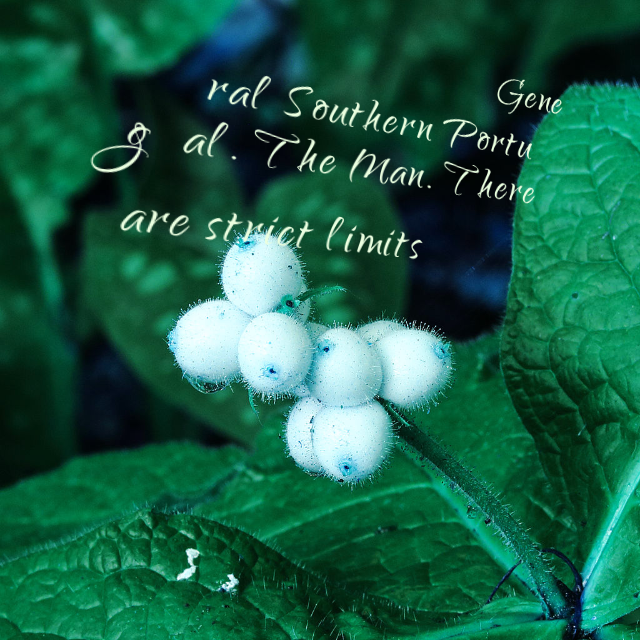 Gene
ral Southern Portu
g al. The Man. There
are strict limits